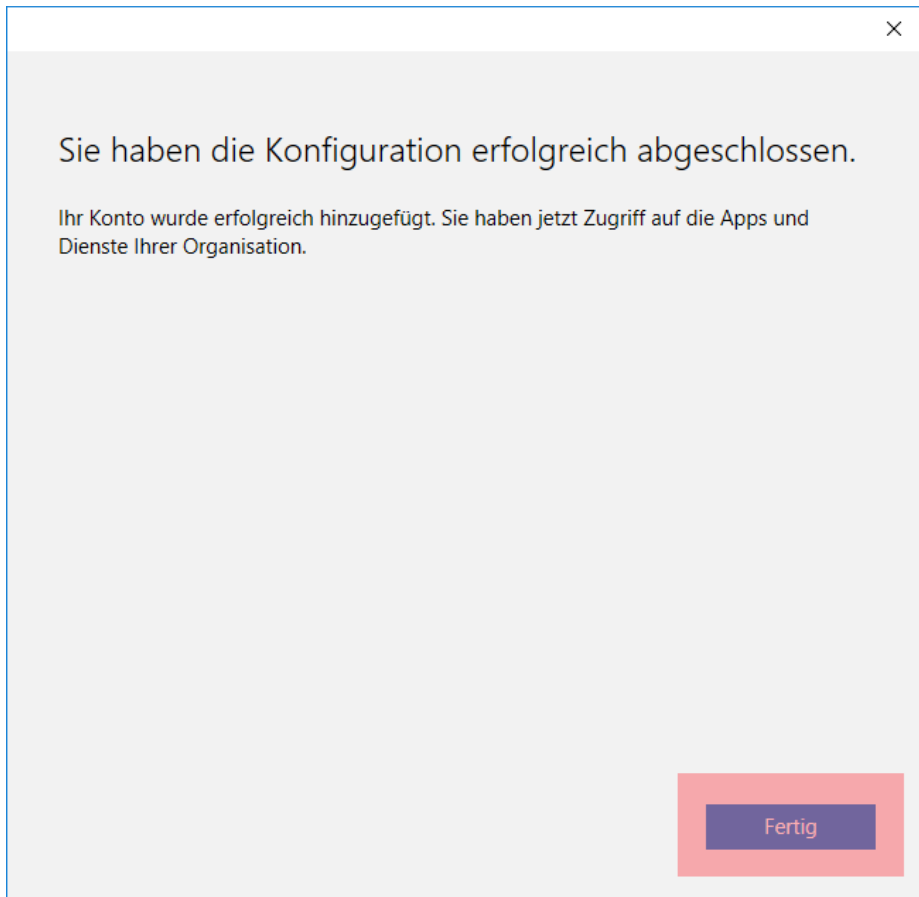 Sie haben die Konfiguration erfolgreich abgeschlossen.
Ihr Konto wurde erfolgreich hinzugefügt. Sie haben jetzt Zugriff auf die Apps und
Dienste Ihrer Organisation.
Fertig